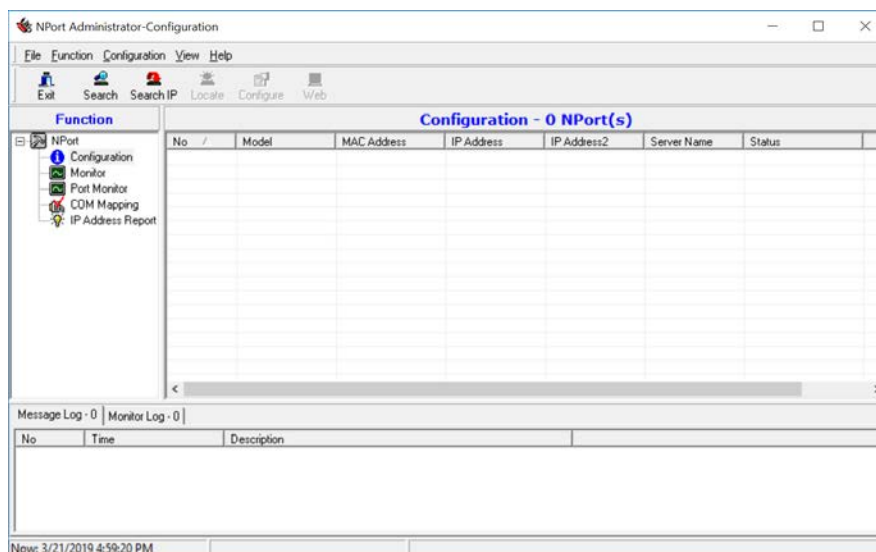 NPort Administrator-Configuration
File Function Configuration View Help
Exit Search Search IP Locate Configure Web
Function
Configuration - 0 NPort(s)
NPort
Configuration
Monitor
Port Monitor
COM Mapping
IP Address Report
No / Model MAC Address IP Address IP Address2 Server Name Status
Message Log - 0 Monitor Log - 0
No Time Description
Now: 3/21/2019 4:59:20 PM